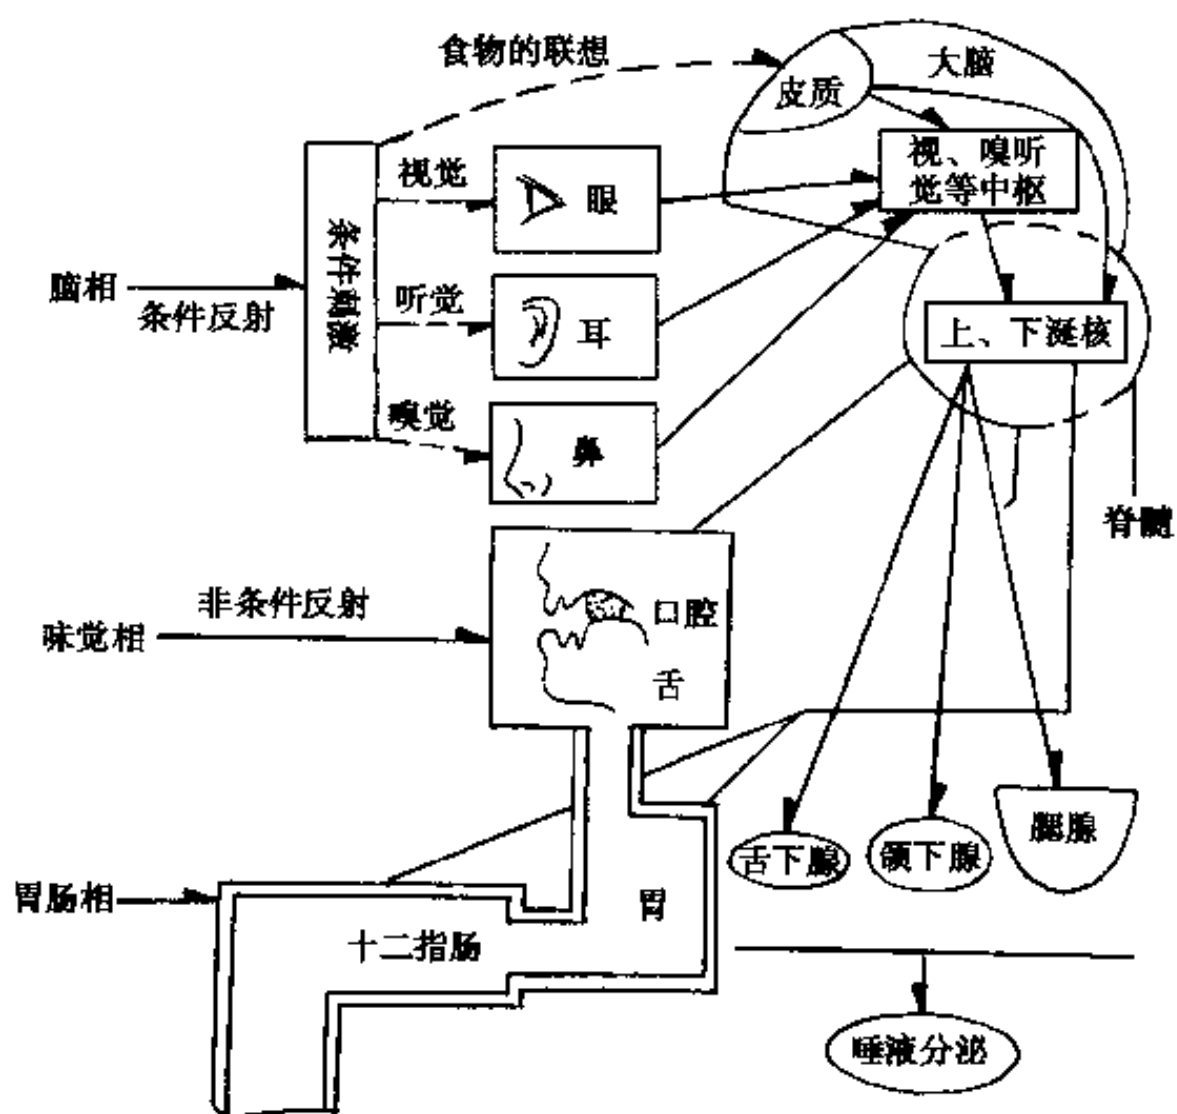 食物的联想
大脑
皮质
视、嗅听
觉等中枢
视觉
眼
条件刺激
脑相
条件反射
听觉
耳
上、下涎核
嗅觉
鼻
脊髓
非条件反射
味觉相
口腔
舌
腮腺
舌下腺
颌下腺
胃肠相
胃
十二指肠
唾液分泌